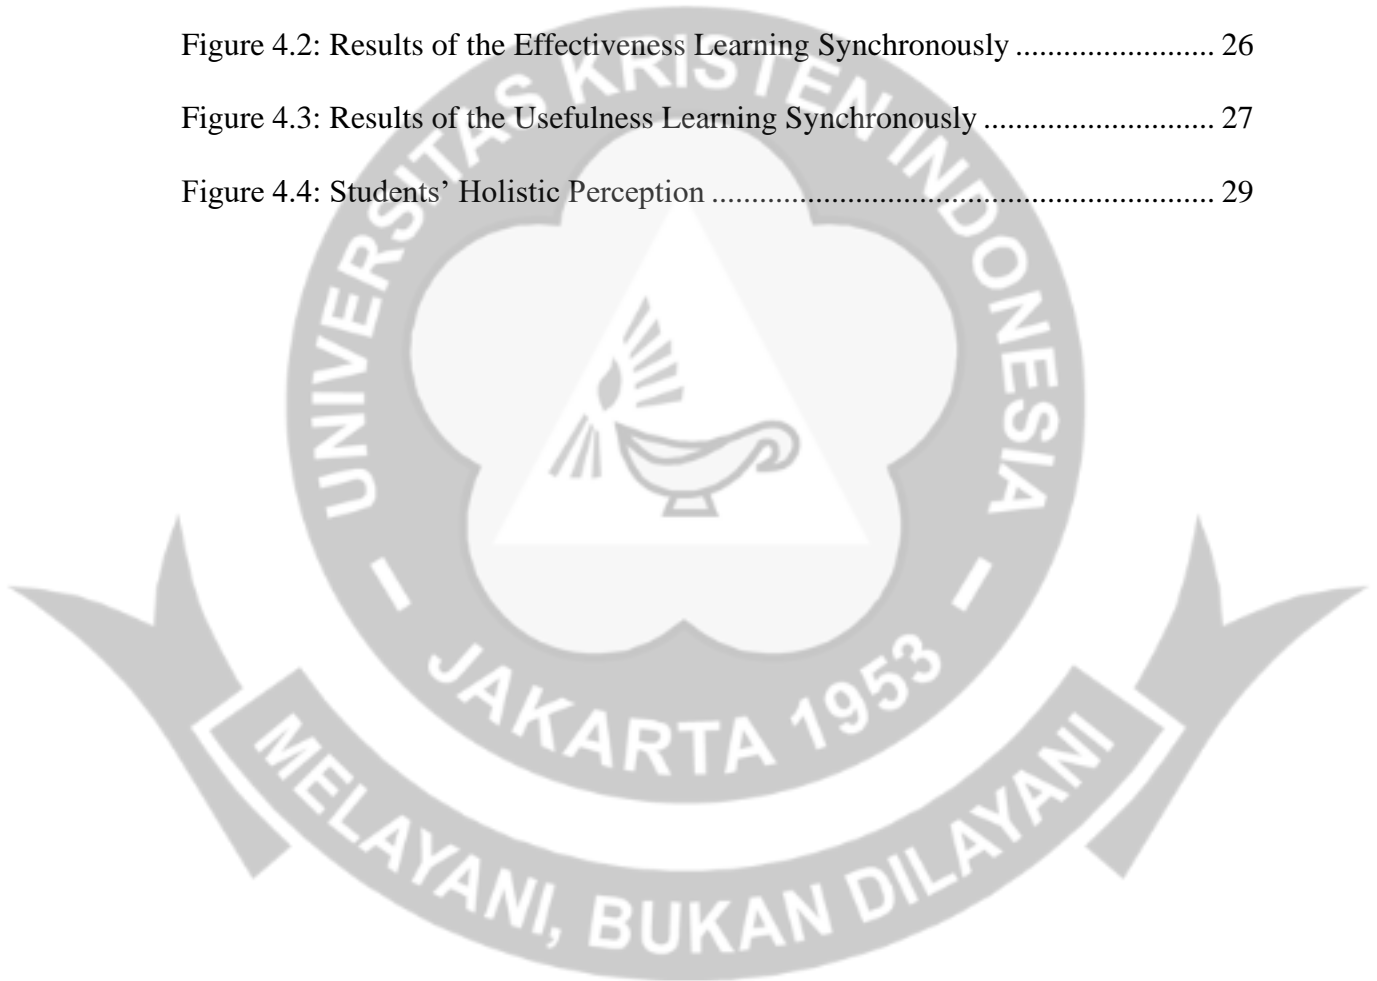 Figure 4.2: Results of the Effectiveness Learning Synchronously ....................... 26
Figure 4.3: Results of the Usefulness Learning Synchronously ........................... 27
Figure 4.4: Students’ Holistic Perception ........................................................... 29
UNIVERSITAS KRISTEN INDONESIA
– JAKARTA 1953 –
MELAYANI, BUKAN DILAYANI